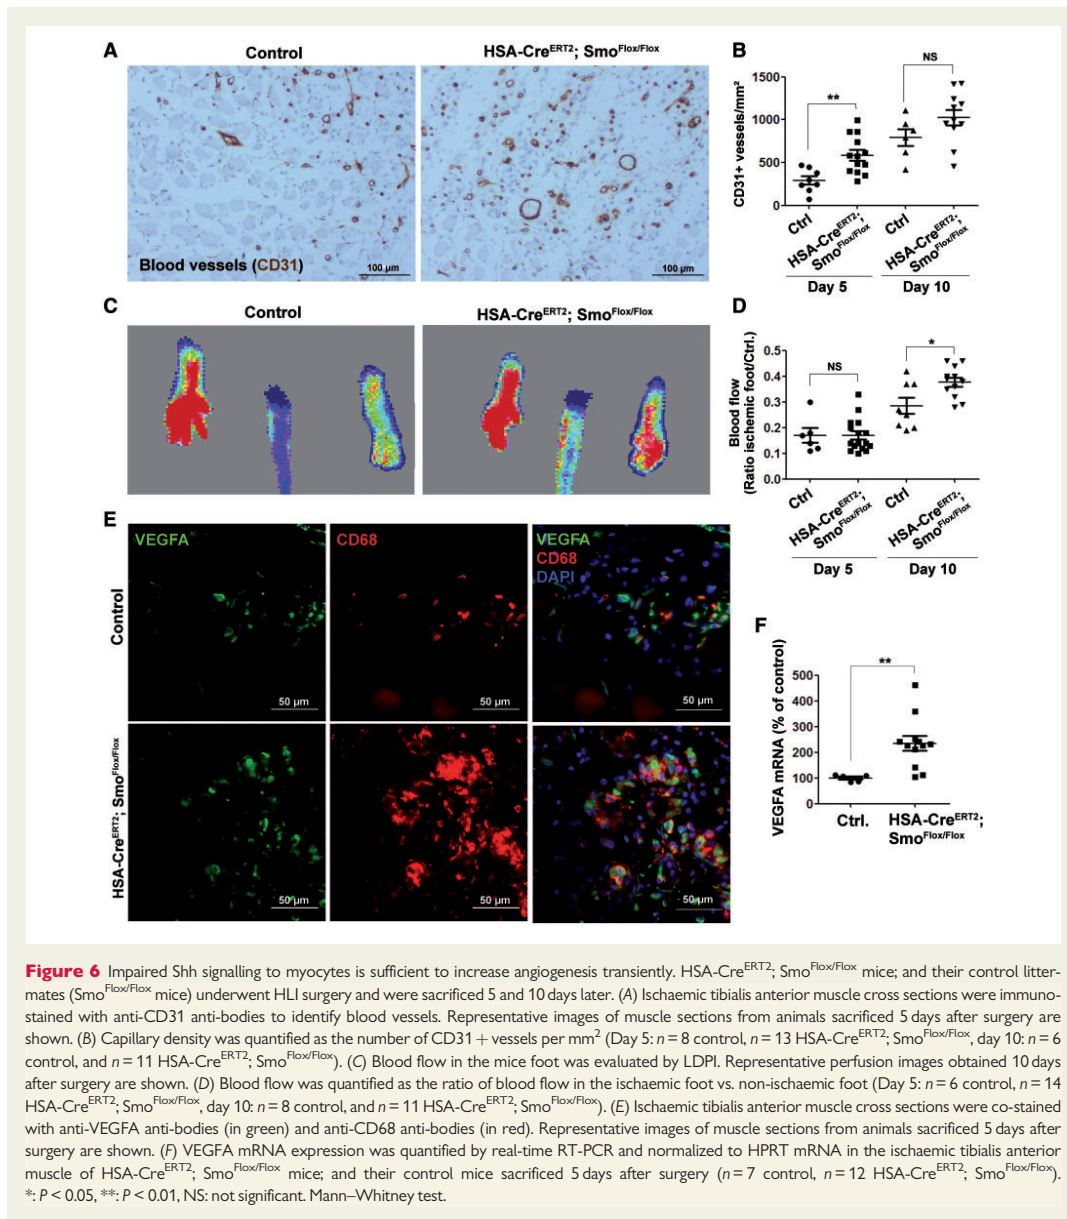 A
Control
HSA-CreERT2; SmoFlox/Flox
Blood vessels (CD31)
100 µm
100 µm
B
CD31+ vessels/mm²
1500
1000
500
0
**
NS
Ctrl
HSA-CreERT2;
SmoFlox/Flox
Ctrl
HSA-CreERT2;
SmoFlox/Flox
Day 5
Day 10
C
Control
HSA-CreERT2; SmoFlox/Flox
D
Blood flow
(Ratio ischemic foot/Ctrl.)
0.5
0.4
0.3
0.2
0.1
0.0
NS
*
Ctrl
HSA-CreERT2;
SmoFlox/Flox
Ctrl
HSA-CreERT2;
SmoFlox/Flox
Day 5
Day 10
E
VEGFA
CD68
VEGFA
CD68
DAPI
Control
50 µm
50 µm
50 µm
HSA-CreERT2; SmoFlox/Flox
50 µm
50 µm
50 µm
F
VEGFA mRNA (% of control)
500
400
300
200
100
0
**
Ctrl.
HSA-CreERT2;
SmoFlox/Flox
Figure 6 Impaired Shh signalling to myocytes is sufficient to increase angiogenesis transiently. HSA-CreERT2; SmoFlox/Flox mice; and their control litter-
mates (SmoFlox/Flox mice) underwent HLI surgery and were sacrificed 5 and 10 days later. (A) Ischaemic tibialis anterior muscle cross sections were immuno-
stained with anti-CD31 anti-bodies to identify blood vessels. Representative images of muscle sections from animals sacrificed 5 days after surgery are
shown. (B) Capillary density was quantified as the number of CD31 + vessels per mm2 (Day 5: n = 8 control, n = 13 HSA-CreERT2; SmoFlox/Flox, day 10: n = 6
control, and n = 11 HSA-CreERT2; SmoFlox/Flox). (C) Blood flow in the mice foot was evaluated by LDPI. Representative perfusion images obtained 10 days
after surgery are shown. (D) Blood flow was quantified as the ratio of blood flow in the ischaemic foot vs. non-ischaemic foot (Day 5: n = 6 control, n = 14
HSA-CreERT2; SmoFlox/Flox, day 10: n = 8 control, and n = 11 HSA-CreERT2; SmoFlox/Flox). (E) Ischaemic tibialis anterior muscle cross sections were co-stained
with anti-VEGFA anti-bodies (in green) and anti-CD68 anti-bodies (in red). Representative images of muscle sections from animals sacrificed 5 days after
surgery are shown. (F) VEGFA mRNA expression was quantified by real-time RT-PCR and normalized to HPRT mRNA in the ischaemic tibialis anterior
muscle of HSA-CreERT2; SmoFlox/Flox mice; and their control mice sacrificed 5 days after surgery (n = 7 control, n = 12 HSA-CreERT2; SmoFlox/Flox).
*: P < 0.05, **: P < 0.01, NS: not significant. Mann–Whitney test.